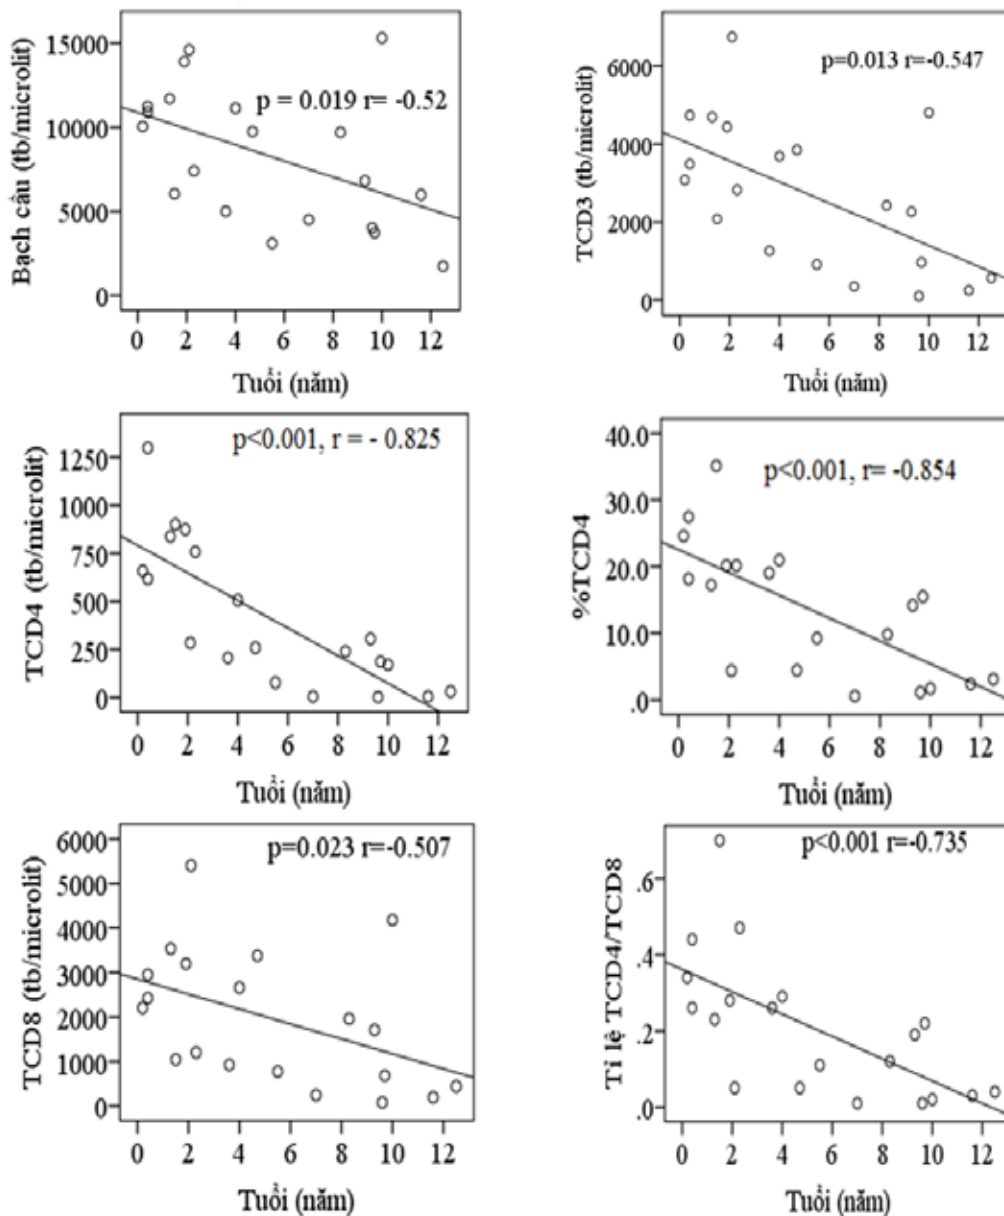 Bạch cầu (tb/microlit)
15000
10000
5000
0
p = 0.019 r= -0.52
0 2 4 6 8 10 12
Tuổi (năm)
TCD3 (tb/microlit)
6000
4000
2000
0
p=0.013 r=-0.547
0 2 4 6 8 10 12
Tuổi (năm)
TCD4 (tb/microlit)
1250
1000
750
500
250
0
p<0.001, r = - 0.825
0 2 4 6 8 10 12
Tuổi (năm)
%TCD4
40.0
30.0
20.0
10.0
.0
p<0.001, r= -0.854
0 2 4 6 8 10 12
Tuổi (năm)
TCD8 (tb/microlit)
6000
5000
4000
3000
2000
1000
0
p=0.023 r=-0.507
0 2 4 6 8 10 12
Tuổi (năm)
Tỉ lệ TCD4/TCD8
.6
.4
.2
.0
p<0.001 r=-0.735
0 2 4 6 8 10 12
Tuổi (năm)